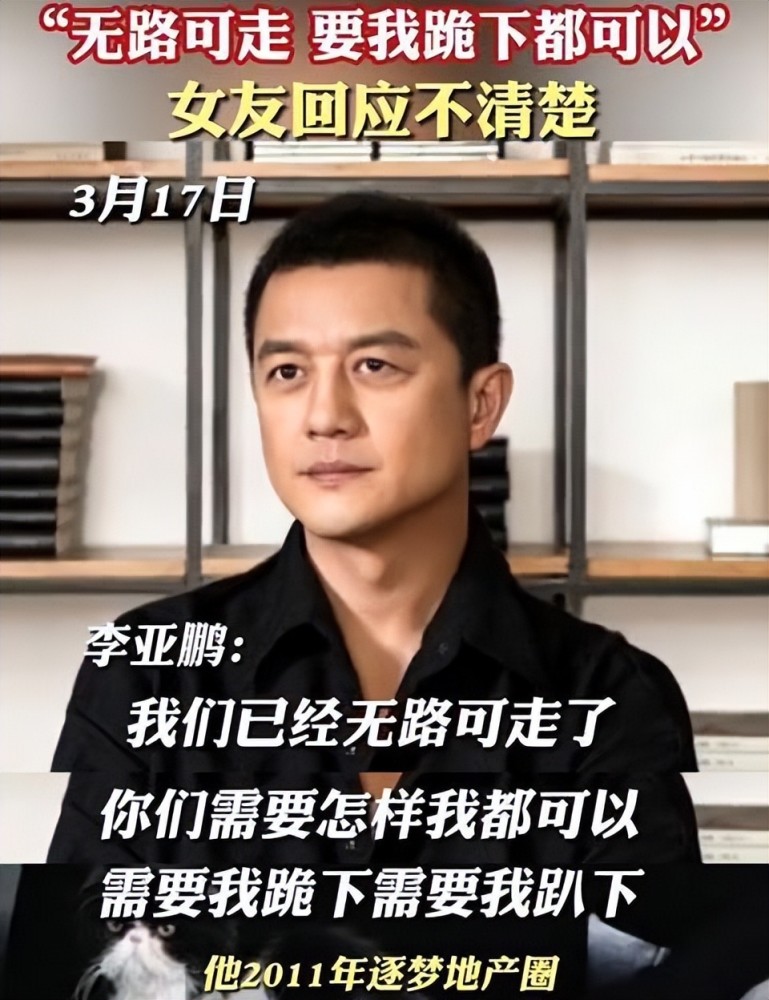 “无路可走 要我跪下都可以”
女友回应不清楚
3月17日
李亚鹏：
我们已经无路可走了
你们需要怎样我都可以
需要我跪下需要我趴下
他2011年逐梦地产圈